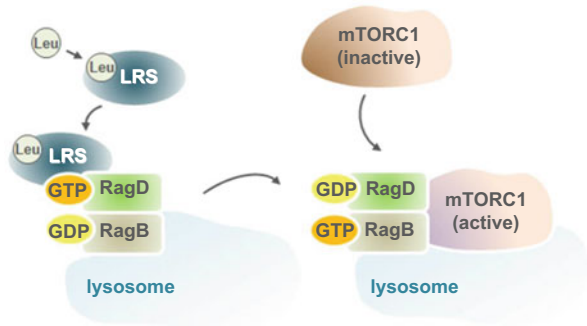 Leu
Leu
LRS
Leu
LRS
GTP RagD
GDP RagB
lysosome
mTORC1
(inactive)
GDP RagD
GTP RagB
mTORC1
(active)
lysosome